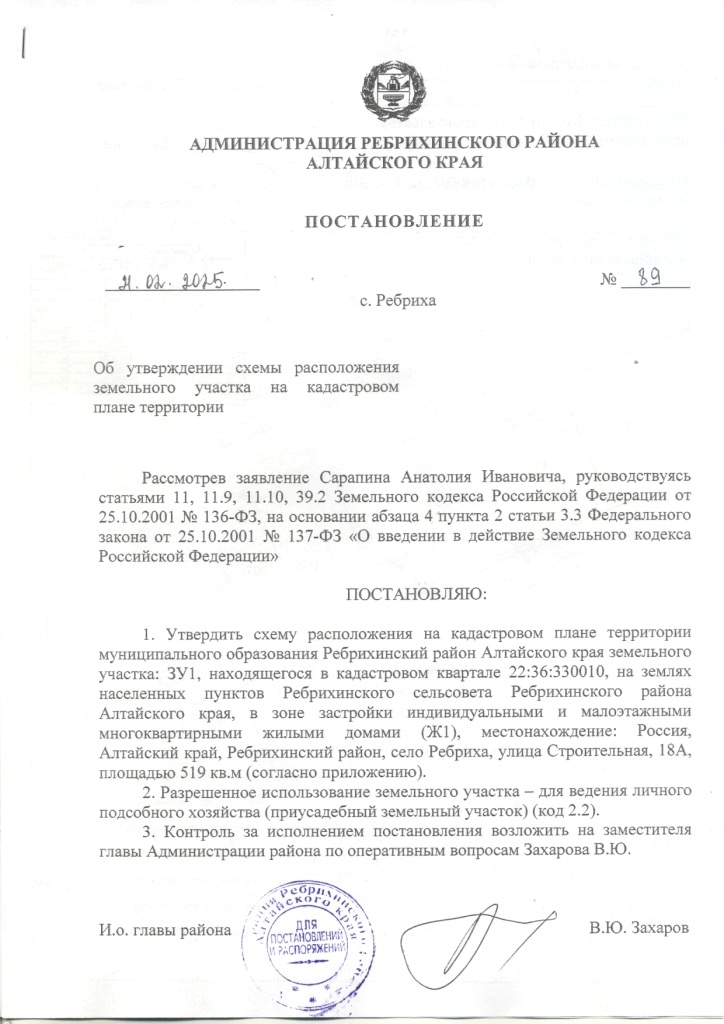 АДМИНИСТРАЦИЯ РЕБРИХИНСКОГО РАЙОНА
АЛТАЙСКОГО КРАЯ
ПОСТАНОВЛЕНИЕ
21.02.2025. № 89
с. Ребриха
Об утверждении схемы расположения
земельного участка на кадастровом
плане территории
Рассмотрев заявление Сарапина Анатолия Ивановича, руководствуясь
статьями 11, 11.9, 11.10, 39.2 Земельного кодекса Российской Федерации от
25.10.2001 № 136-ФЗ, на основании абзаца 4 пункта 2 статьи 3.3 Федерального
закона от 25.10.2001 № 137-ФЗ «О введении в действие Земельного кодекса
Российской Федерации»
ПОСТАНОВЛЯЮ:
1. Утвердить схему расположения на кадастровом плане территории
муниципального образования Ребрихинский район Алтайского края земельного
участка: ЗУ1, находящегося в кадастровом квартале 22:36:330010, на землях
населенных пунктов Ребрихинского сельсовета Ребрихинского района
Алтайского края, в зоне застройки индивидуальными и малоэтажными
многоквартирными жилыми домами (Ж1), местонахождение: Россия,
Алтайский край, Ребрихинский район, село Ребриха, улица Строительная, 18А,
площадью 519 кв.м (согласно приложению).
2. Разрешенное использование земельного участка – для ведения личного
подсобного хозяйства (приусадебный земельный участок) (код 2.2).
3. Контроль за исполнением постановления возложить на заместителя
главы Администрации района по оперативным вопросам Захарова В.Ю.
И.о. главы района
Ребрихинского
Алтайского края
ДЛЯ
ПОСТАНОВЛЕНИЙ
И РАСПОРЯЖЕНИЙ
В.Ю. Захаров